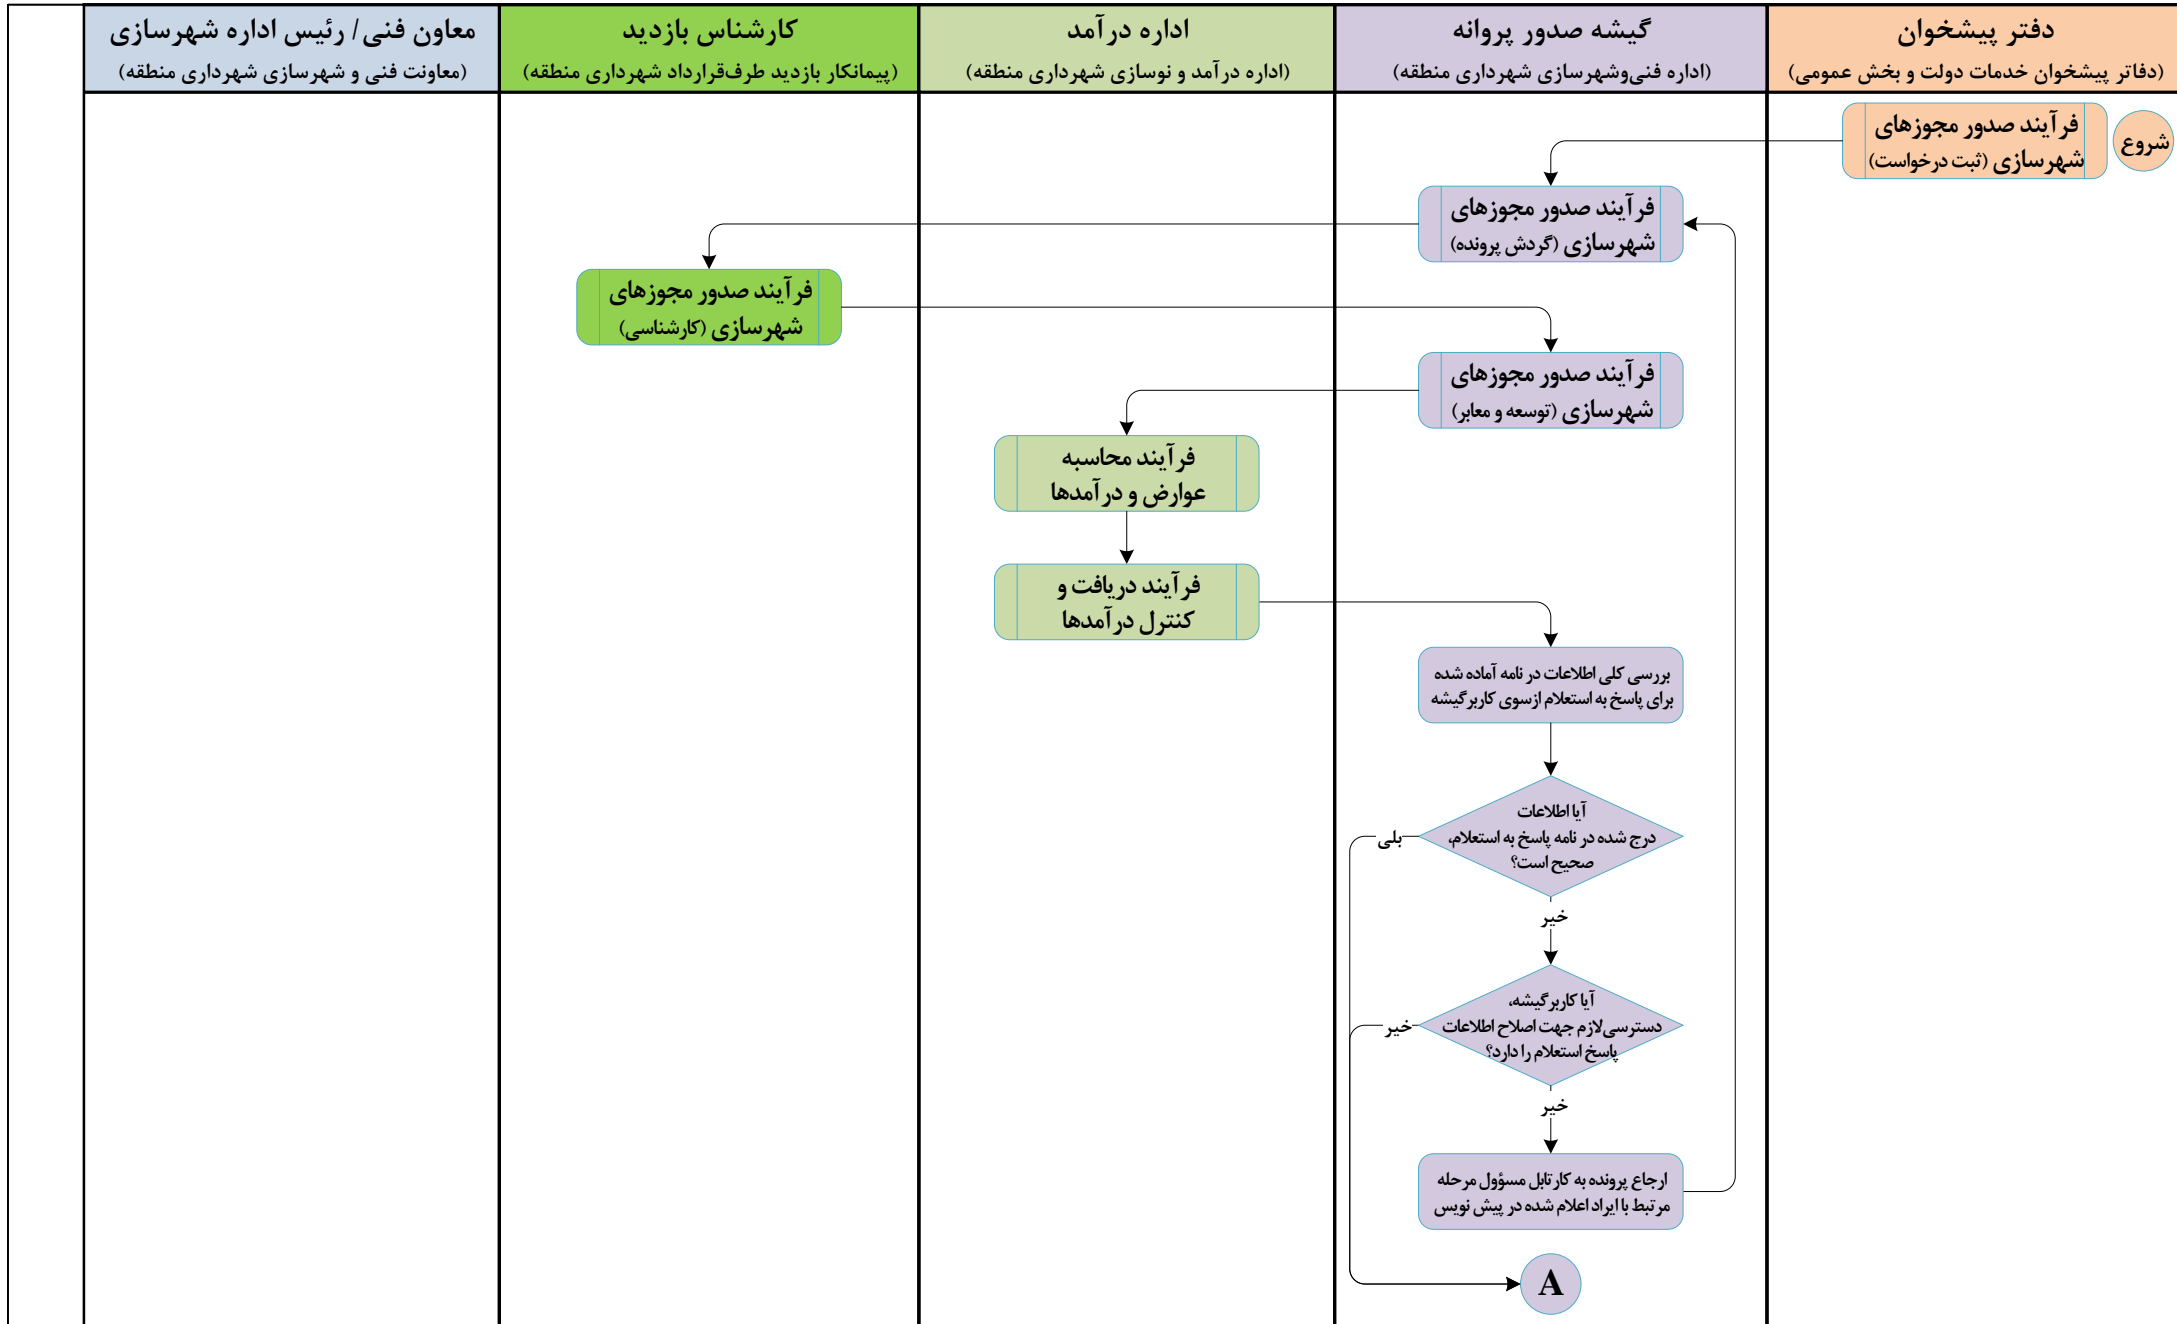 دفتر پیشخوان
(دفاتر پیشخوان خدمات دولت و بخش عمومی)
گیشه صدور پروانه
(اداره فنی‌وشهرسازی شهرداری منطقه)
اداره درآمد
(اداره درآمد و نوسازی شهرداری منطقه)
کارشناس بازدید
(پیمانکار بازدید طرف‌قرارداد شهرداری منطقه)
معاون فنی/ رئیس اداره شهرسازی
(معاونت فنی و شهرسازی شهرداری منطقه)
شروع
فرآیند صدور مجوزهای
شهرسازی (ثبت درخواست)
فرآیند صدور مجوزهای
شهرسازی (گردش پرونده)
فرآیند صدور مجوزهای
شهرسازی (کارشناسی)
فرآیند صدور مجوزهای
شهرسازی (توسعه و معابر)
فرآیند محاسبه
عوارض و درآمدها
فرآیند دریافت و
کنترل درآمدها
بررسی کلی اطلاعات در نامه آماده شده
برای پاسخ به استعلام ازسوی کاربرگیشه
آیا اطلاعات
درج شده در نامه پاسخ به استعلام،
صحیح است؟
بلی
خیر
آیا کاربرگیشه،
دسترسی‌لازم جهت اصلاح اطلاعات
پاسخ استعلام را دارد؟
خیر
خیر
ارجاع پرونده به کارتابل مسؤول مرحله
مرتبط با ایراد اعلام شده در پیش نویس
A